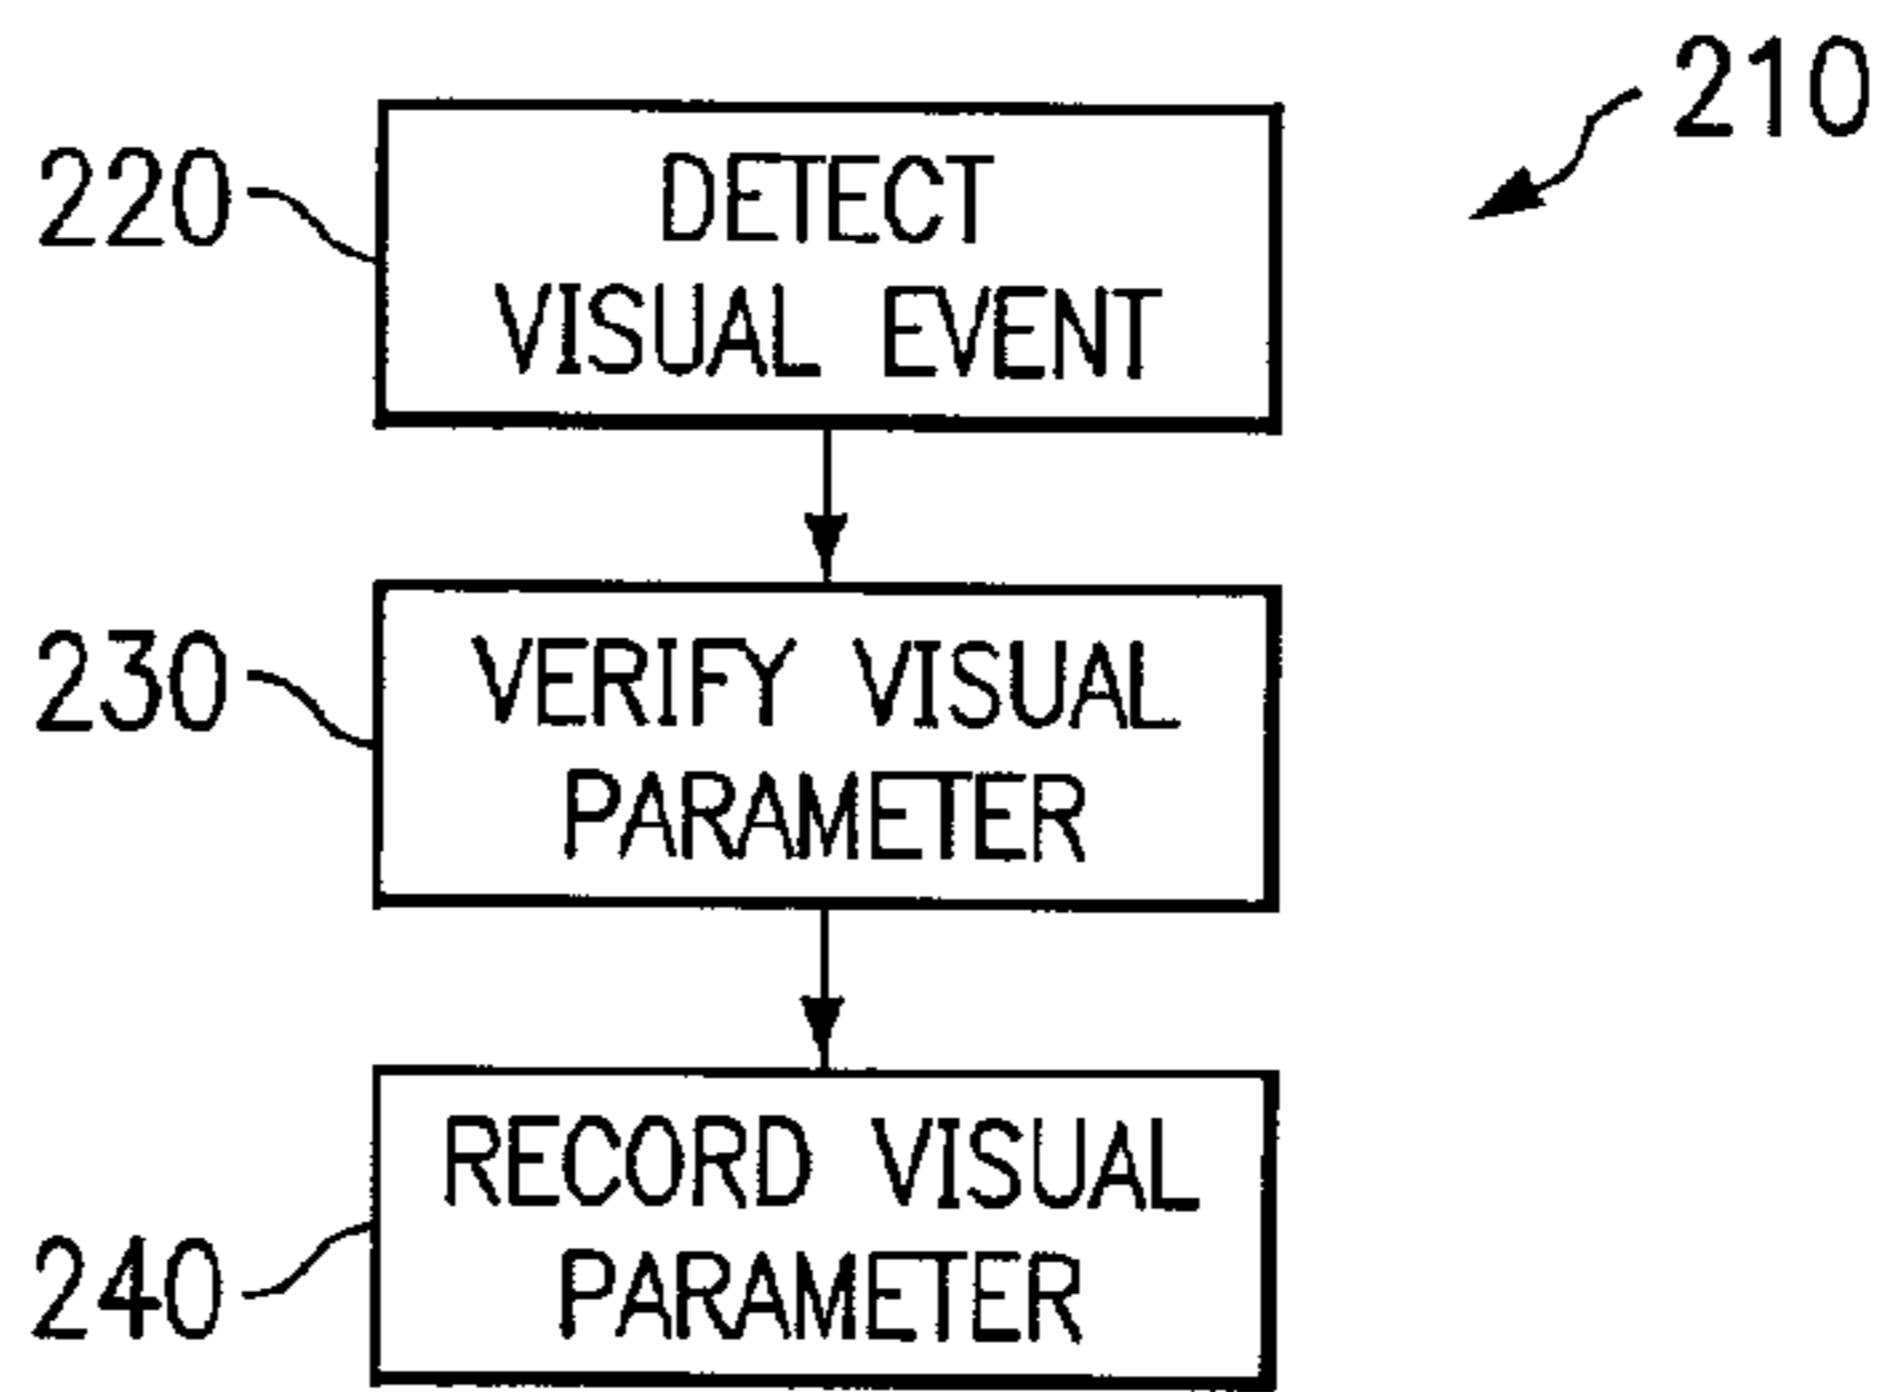 210
220
DETECT
VISUAL EVENT
230
VERIFY VISUAL
PARAMETER
240
RECORD VISUAL
PARAMETER